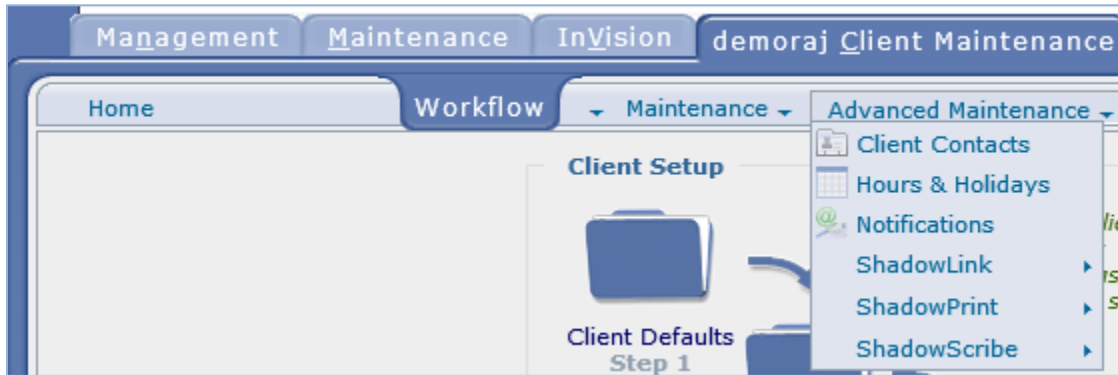 Management Maintenance InVision demoraj Client Maintenance
Home Workflow Maintenance Advanced Maintenance
Client Contacts
Client Setup
Hours & Holidays
Notifications
ShadowLink
ShadowPrint
Client Defaults
ShadowScribe
Step 1